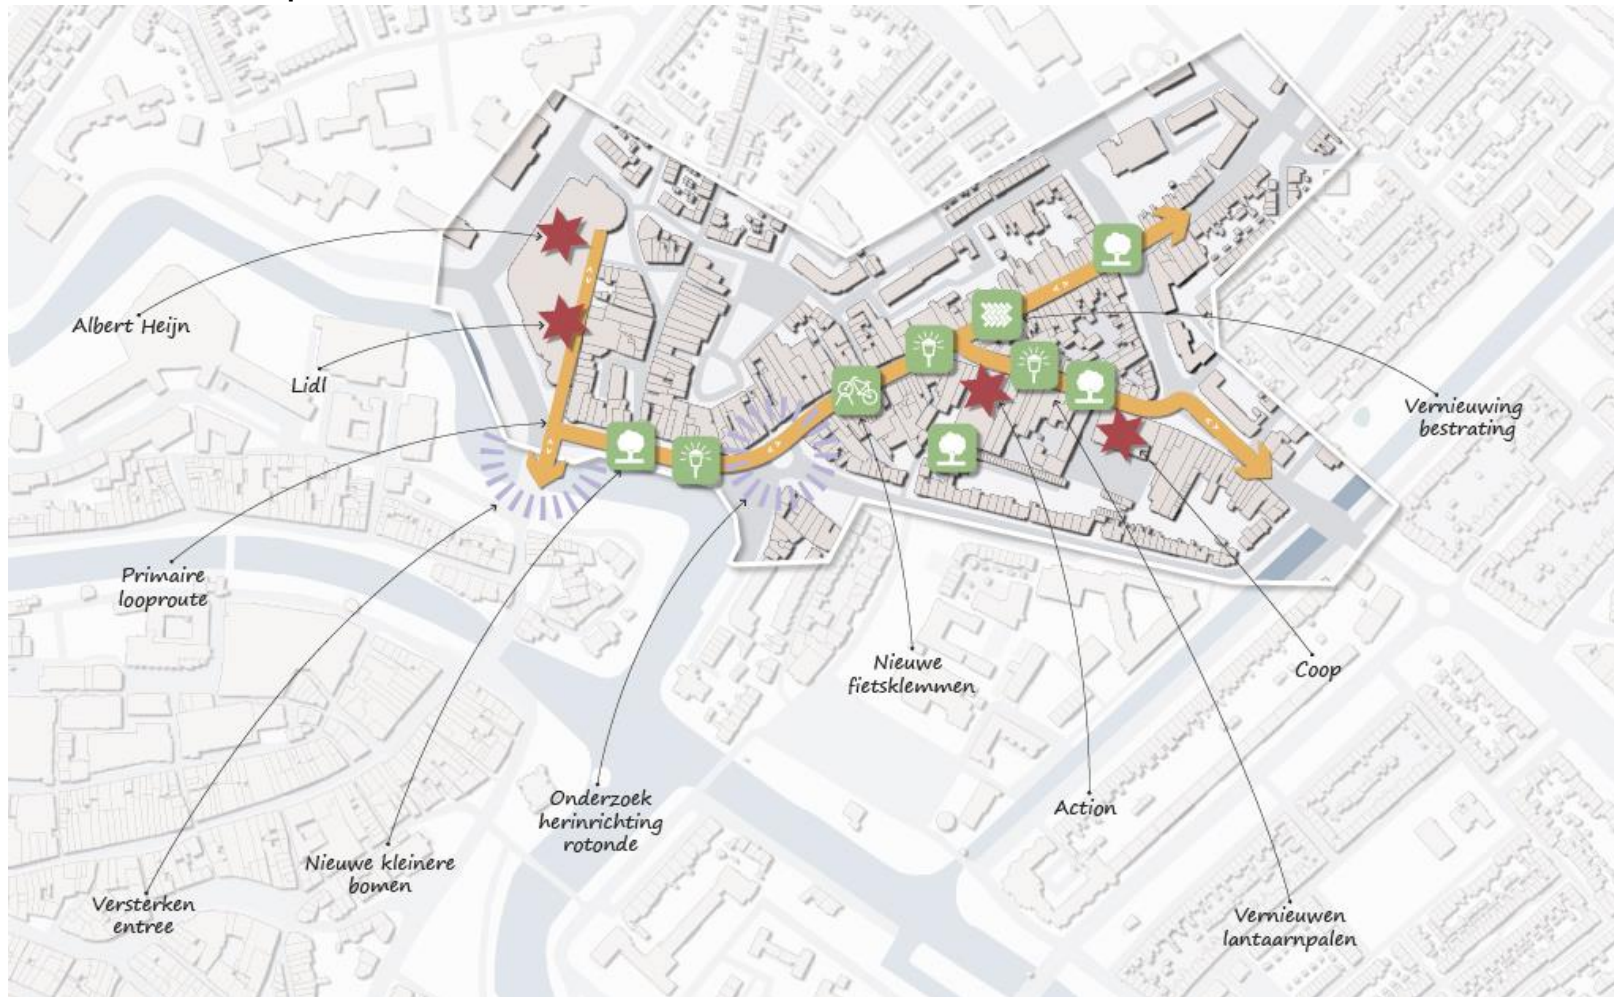 Albert Heijn
Lidl
Vernieuwing
bestrating
Primaire
looproute
Nieuwe
fietsklemmen
Coop
Onderzoek
herinrichting
rotonde
Action
Nieuwe kleinere
bomen
Versterken
entree
Vernieuwen
lantaarnpalen